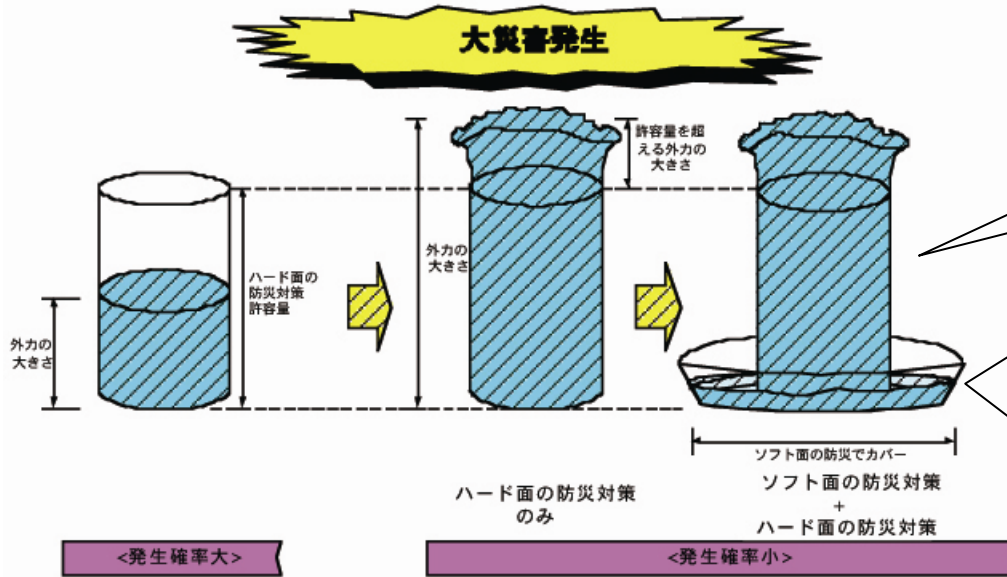 大災害発生
許容量を超
える外力の
大きさ
外力の
大きさ
ハード面の
防災対策
許容量
外力の
大きさ
ソフト面の防災でカバー
ハード面の防災対策
のみ
ソフト面の防災対策
+
ハード面の防災対策
<発生確率大>
<発生確率小>